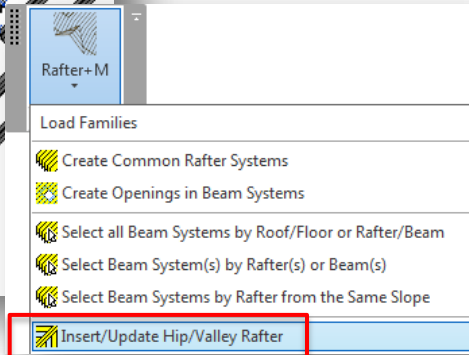 Rafter+M
Load Families
Create Common Rafter Systems
Create Openings in Beam Systems
Select all Beam Systems by Roof/Floor or Rafter/Beam
Select Beam System(s) by Rafter(s) or Beam(s)
Select Beam Systems by Rafter from the Same Slope
Insert/Update Hip/Valley Rafter